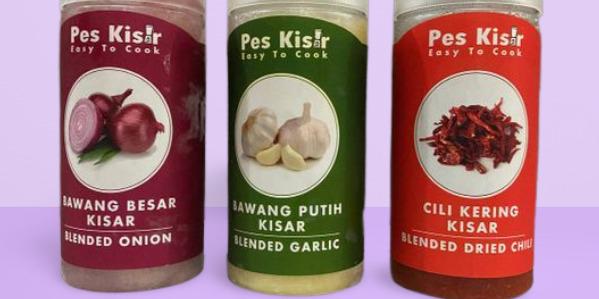 Pes Kisar
Easy To Cook
BAWANG BESAR
KISAR
BLENDED ONION
Pes Kisar
Easy To Cook
BAWANG PUTIH
KISAR
BLENDED GARLIC
Pes Kisar
Easy To Cook
CILI KERING
KISAR
BLENDED DRIED CHILI